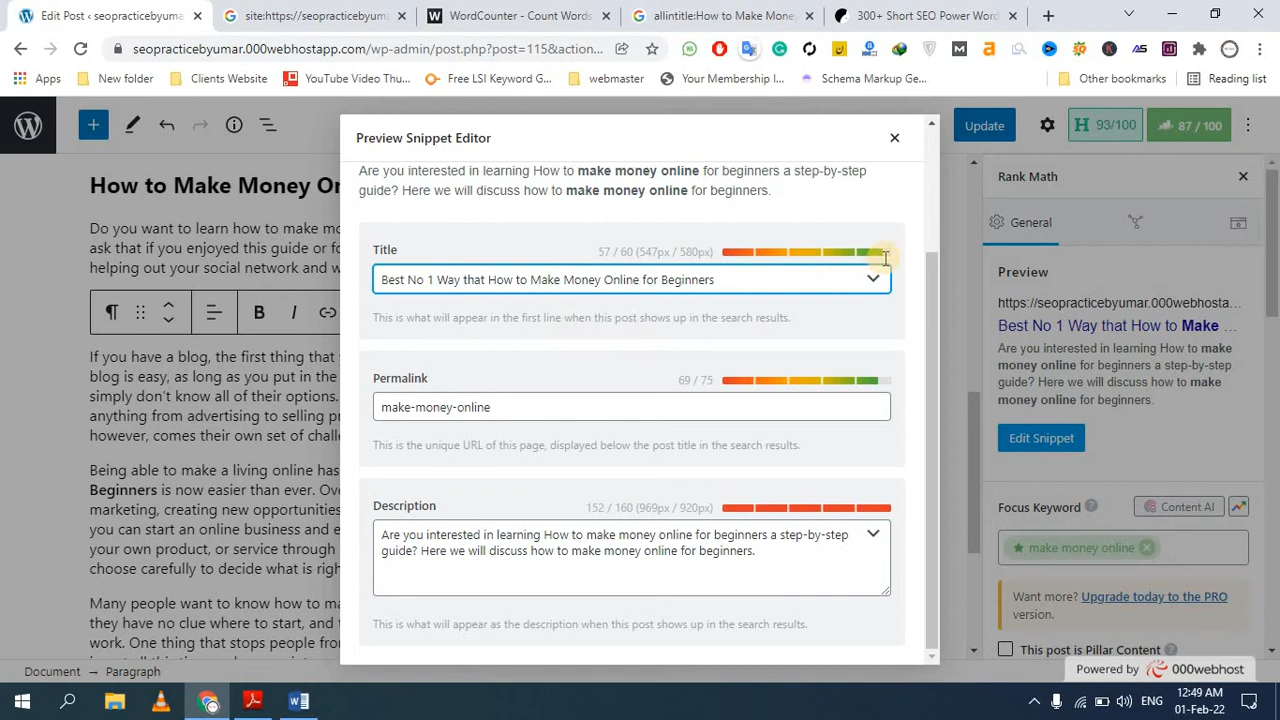 Edit Post ‹ seopracticebyumar.
site:https://seopracticebyumar.000
WordCounter - Count Words
allintitle:How to Make Money
300+ Short SEO Power Word
seopracticebyumar.000webhostapp.com/wp-admin/post.php?post=115&action...
Apps
New folder
Clients Website
YouTube Video Thu...
Free LSI Keyword G...
webmaster
Your Membership I...
Schema Markup Ge...
Other bookmarks
Reading list
Update
H 93/100
87 / 100
How to Make Money On
Do you want to learn how to m
ask that if you enjoyed this guide or f
helping out your social network and w
B I
If you have a blog, the first thing that
blog is easy, as long as you put in the
simply don't know all of their options.
anything from advertising to selling p
however, comes their own set of chall
Being able to make a living online has
Beginners is now easier than ever. Ov
marketing, creating new opportunities
you can start an online business and e
your own product, or service through
choose carefully to decide what is righ
Many people want to know how to ma
they have no clue where to start, and
work. One thing that stops people from
Preview Snippet Editor
Are you interested in learning How to make money online for beginners a step-by-step
guide? Here we will discuss how to make money online for beginners.
Title
57 / 60 (547px / 580px)
Best No 1 Way that How to Make Money Online for Beginners
This is what will appear in the first line when this post shows up in the search results.
Permalink
69 / 75
make-money-online
This is the unique URL of this page, displayed below the post title in the search results.
Description
152 / 160 (969px / 920px)
Are you interested in learning How to make money online for beginners a step-by-step
guide? Here we will discuss how to make money online for beginners.
This is what will appear as the description when this post shows up in the search results.
Rank Math
General
Preview
https://seopracticebyumar.000webhosta...
Best No 1 Way that How to Make ...
Are you interested in learning How to make
money online for beginners a step-by-step
guide? Here we will discuss how to make
money online for beginners.
Edit Snippet
Focus Keyword
Content AI
make money online
Want more? Upgrade today to the PRO
version.
This post is Pillar Content
Powered by 000webhost
Document → Paragraph
ENG
12:49 AM
01-Feb-22